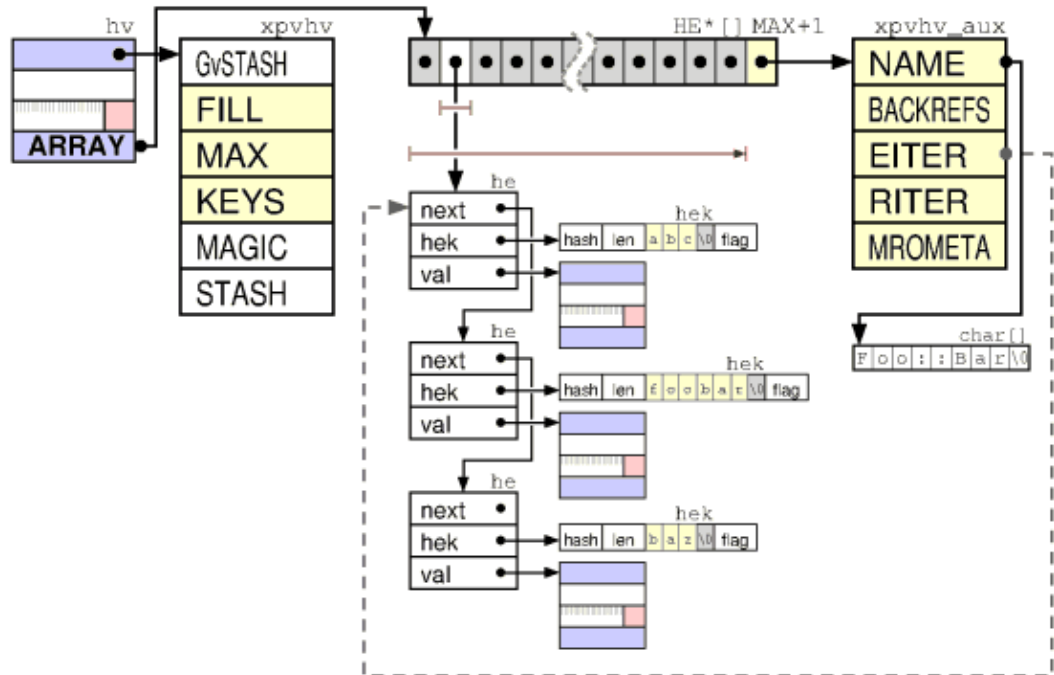 hv
xpvhv
HE*[] MAX+1
xpvhv_aux
ARRAY
GvSTASH
FILL
MAX
KEYS
MAGIC
STASH
NAME
BACKREFS
EITER
RITER
MROMETA
char[]
F o o : : B a r \0
he
next
hek
val
hek
hash len a b c \0 flag
he
next
hek
val
hek
hash len f o o b a r \0 flag
he
next
hek
val
hek
hash len b a z \0 flag